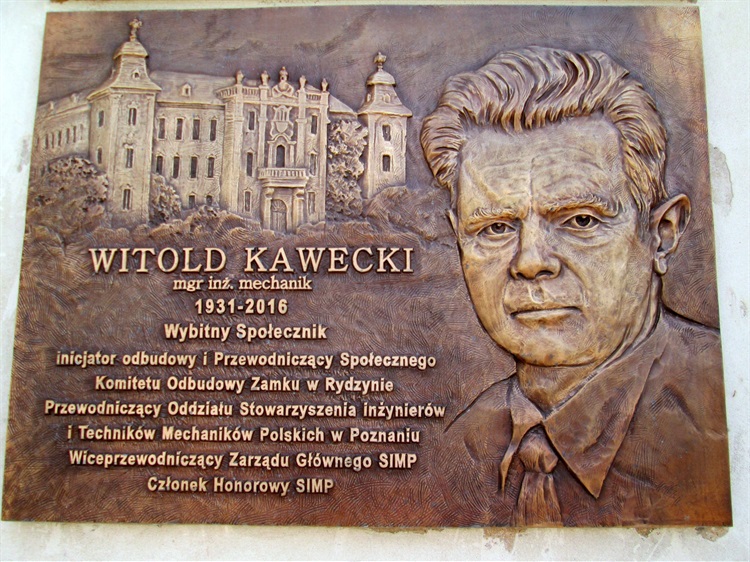 WITOLD KAWECKI
mgr inż. mechanik
1931-2016
Wybitny Społecznik
inicjator odbudowy i Przewodniczący Społecznego
Komitetu Odbudowy Zamku w Rydzynie
Przewodniczący Oddziału Stowarzyszenia inżynierów
i Techników Mechaników Polskich w Poznaniu
Wiceprzewodniczący Zarządu Głównego SIMP
Członek Honorowy SIMP